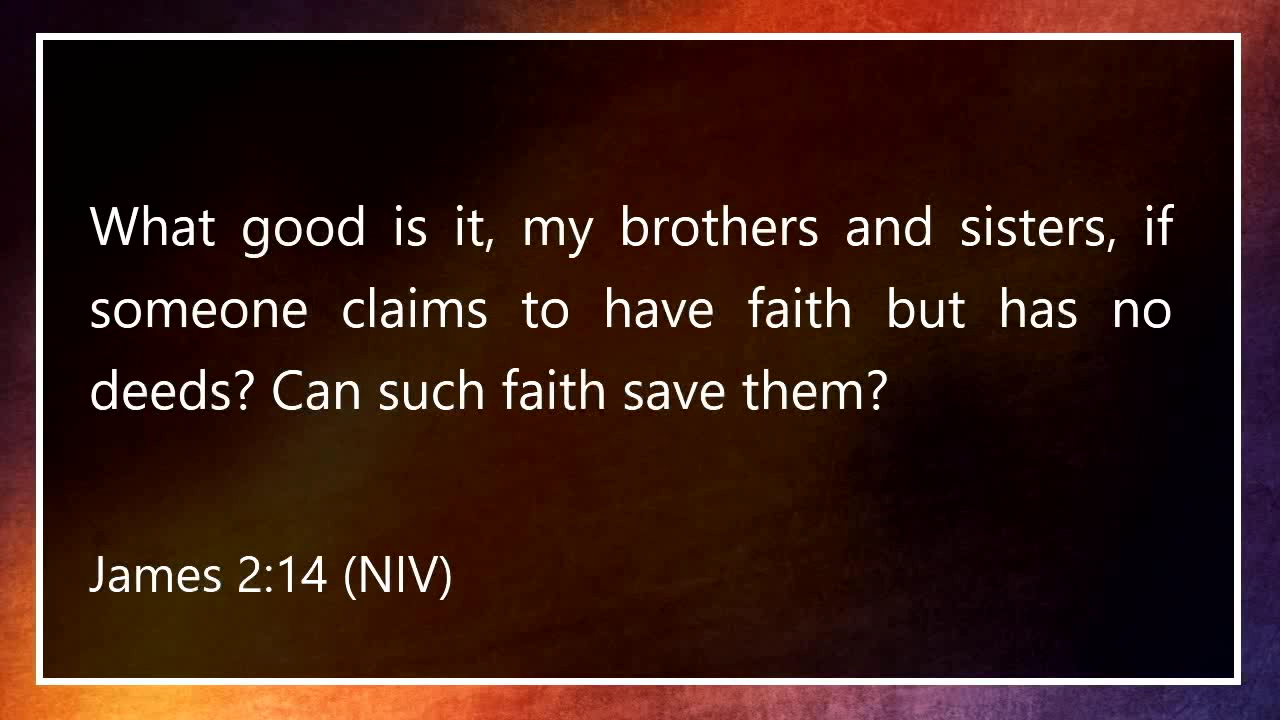 What good is it, my brothers and sisters, if
someone claims to have faith but has no
deeds? Can such faith save them?
James 2:14 (NIV)